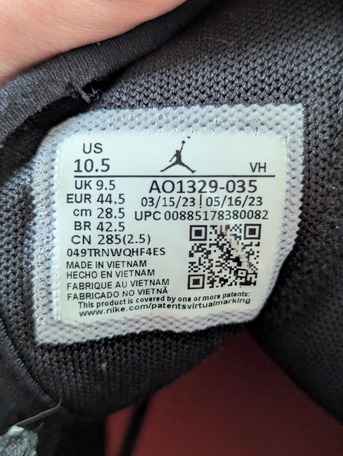 US
10.5
VH
UK 9.5
AO1329-035
EUR 44.5
03/15/23 | 05/16/23
cm 28.5
UPC 00885178380082
BR 42.5
CN 285(2.5)
049TRNWQHF4ES
MADE IN VIETNAM
HECHO EN VIETNAM
FABRIQUE AU VIETNAM
FABRICADO NO VIETNÃ
This product is covered by one or more patents:
www.nike.com/patentsvirtualmarking